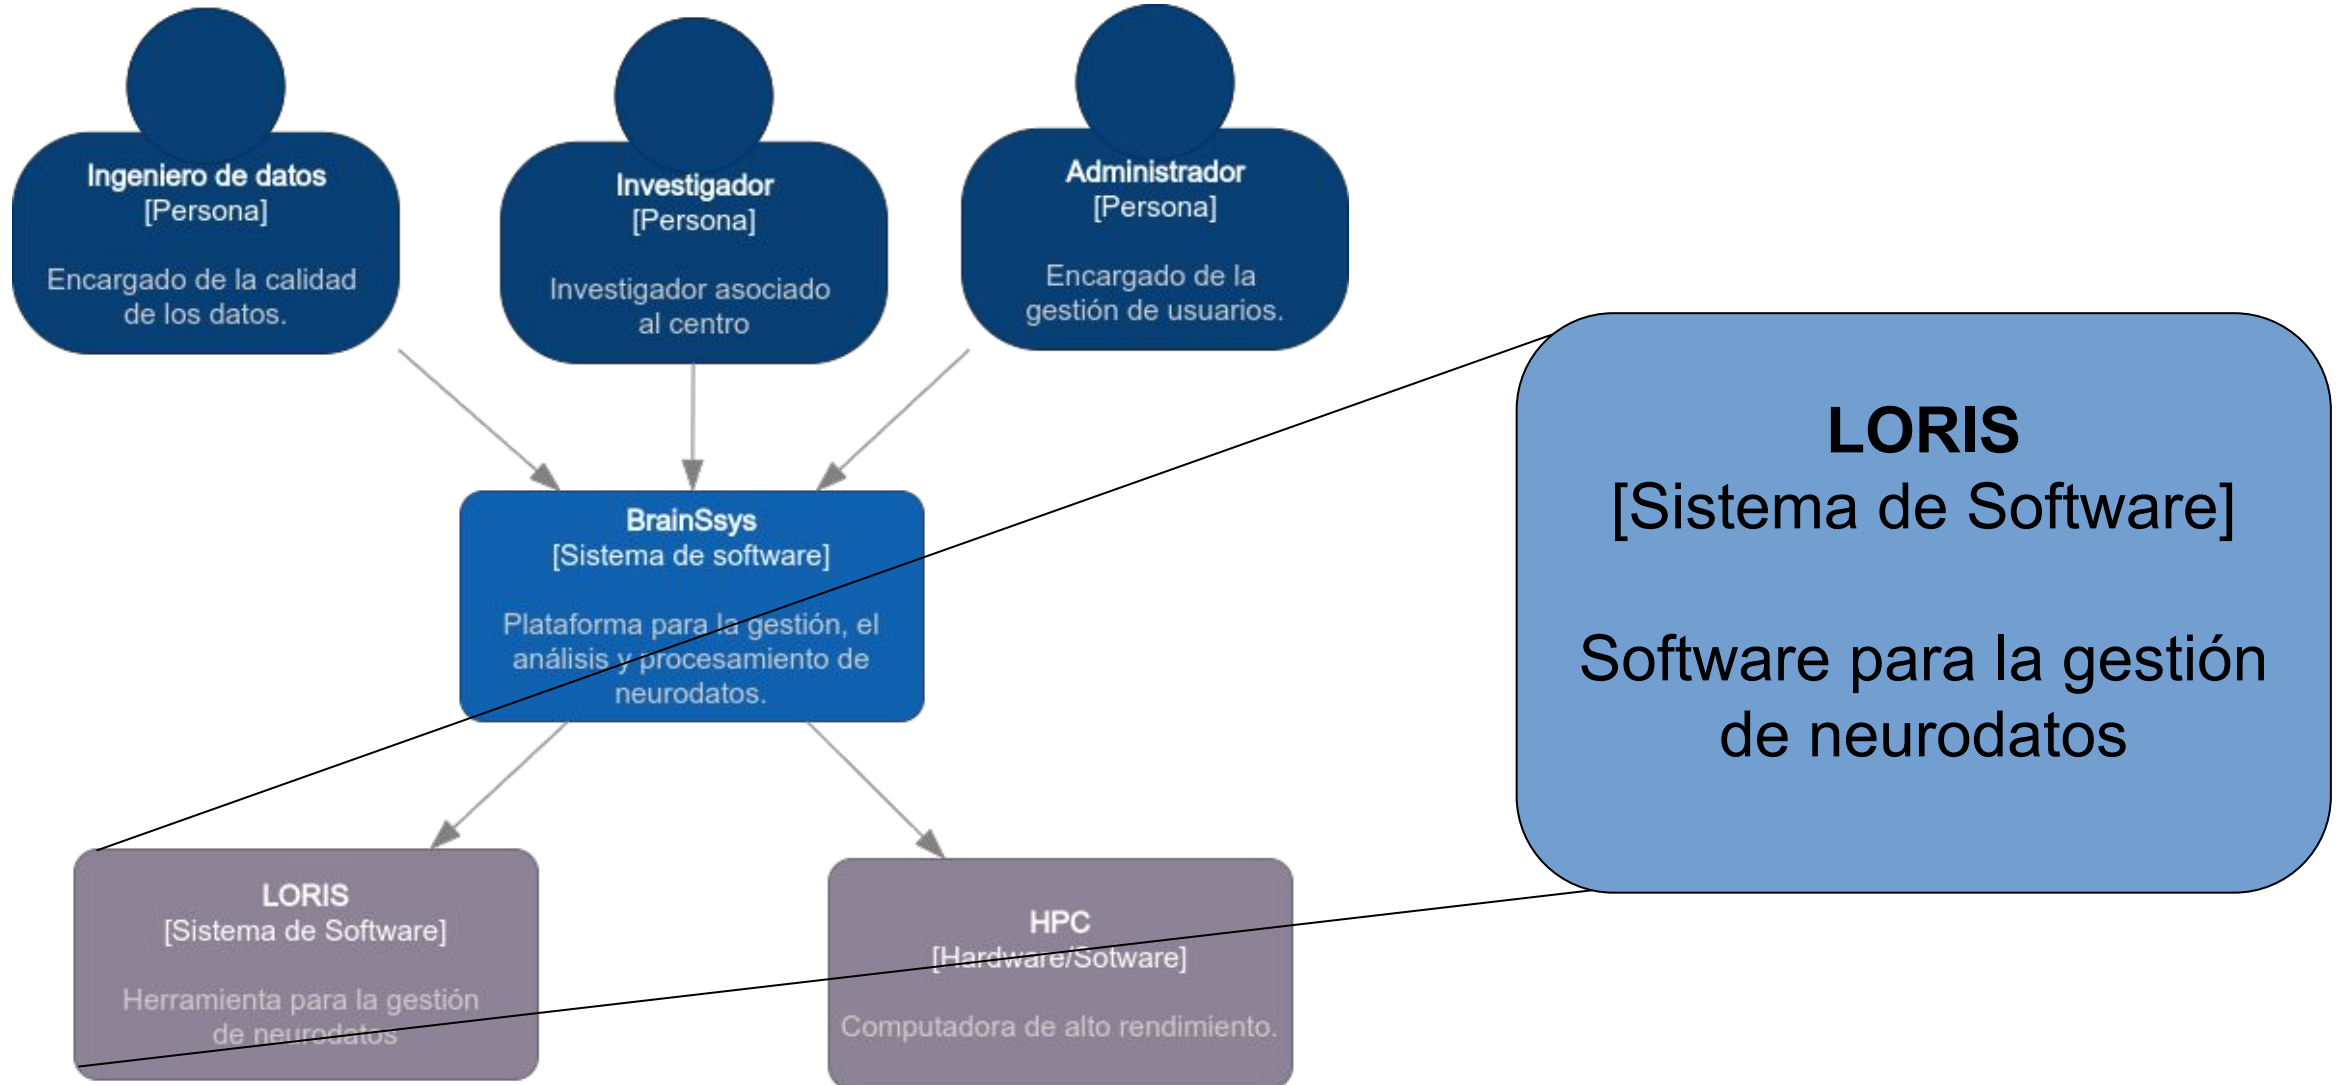 Ingeniero de datos
[Persona]
Encargado de la calidad
de los datos.
Investigador
[Persona]
Investigador asociado
al centro
Administrador
[Persona]
Encargado de la
gestión de usuarios.
BrainSsys
[Sistema de software]
Plataforma para la gestión, el
análisis y procesamiento de
neurodatos.
LORIS
[Sistema de Software]
Herramienta para la gestión
de neurodatos
HPC
[Hardware/Sotware]
Computadora de alto rendimiento.
LORIS
[Sistema de Software]
Software para la gestión
de neurodatos